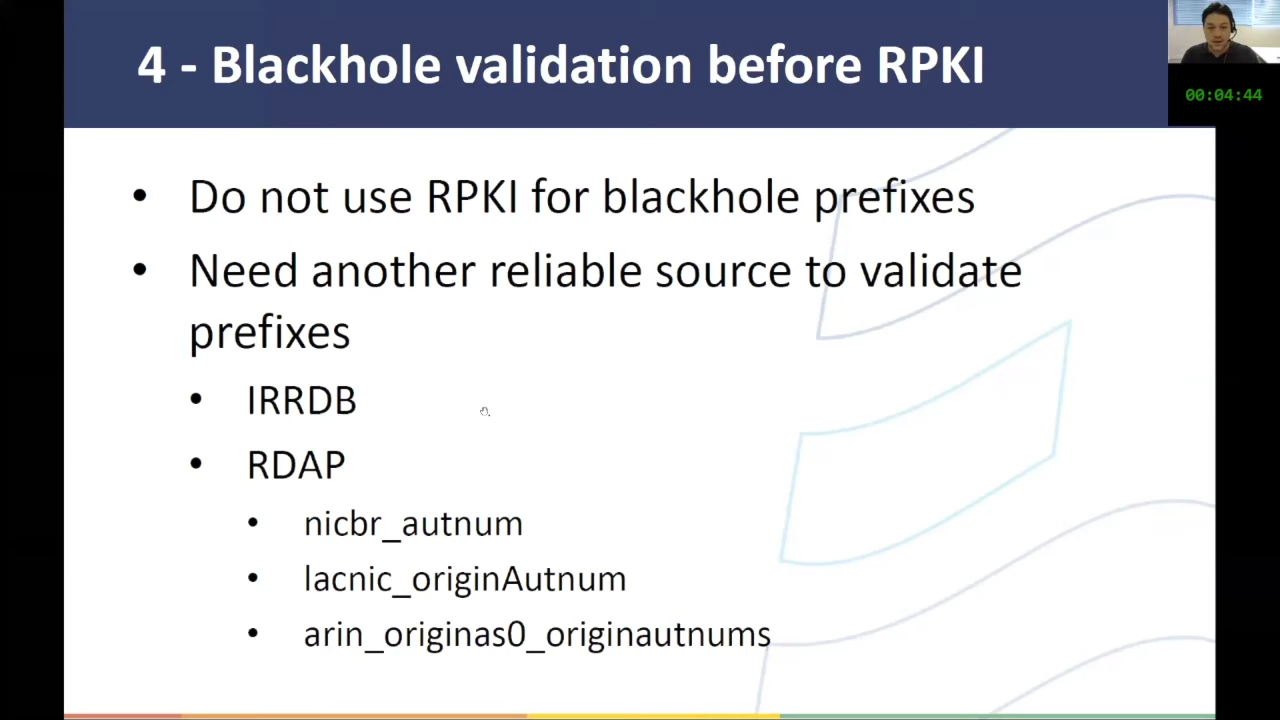 4 - Blackhole validation before RPKI
00:04:44
• Do not use RPKI for blackhole prefixes
• Need another reliable source to validate
prefixes
• IRRDB
• RDAP
• nicbr_autnum
• lacnic_originAutnum
• arin_originas0_originautnums